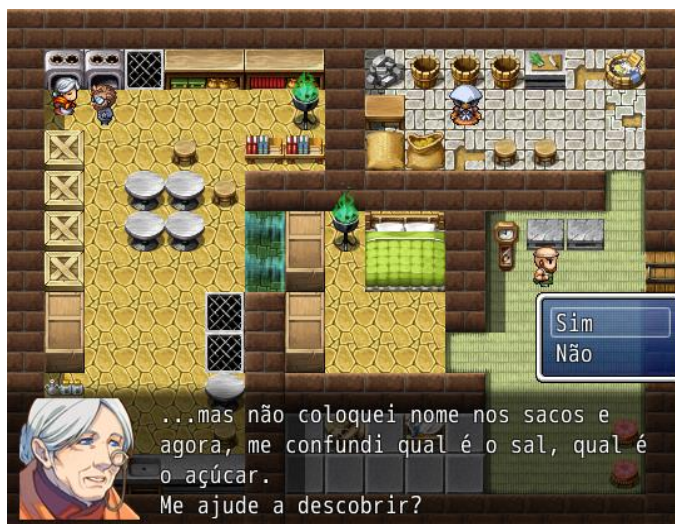 Sim
Não
...mas não coloquei nome nos sacos e
agora, me confundi qual é o sal, qual é
o açúcar.
Me ajude a descobrir?